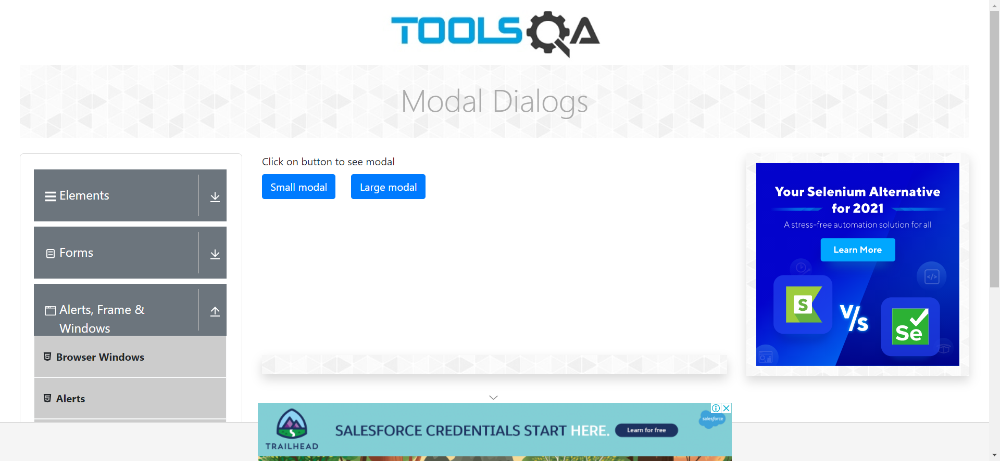 TOOLSQA
Modal Dialogs
Elements
Forms
Alerts, Frame &
Windows
Browser Windows
Alerts
Click on button to see modal
Small modal
Large modal
Your Selenium Alternative
for 2021
A stress-free automation solution for all
Learn More
</>
S
V/s
Se
TRAILHEAD
SALESFORCE CREDENTIALS START HERE.
Learn for free
salesforce